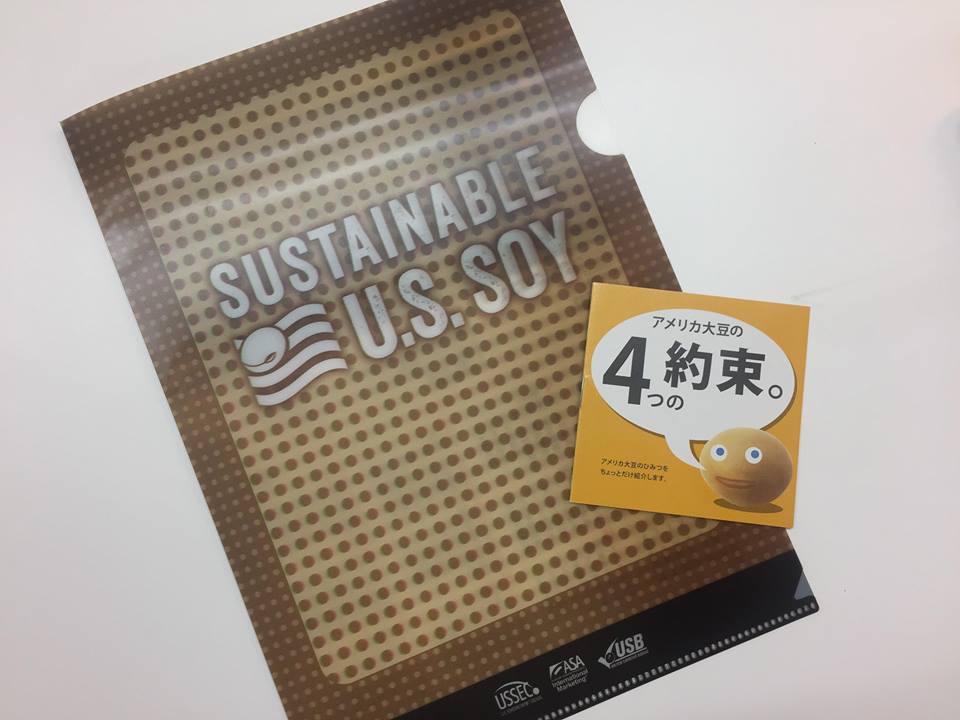 SUSTAINABLE
U.S. SOY
アメリカ大豆の
4つの
約束。
アメリカ大豆のひみつを
ちょっとだけ紹介します。
USSEC
ASA
International
Marketing
USB